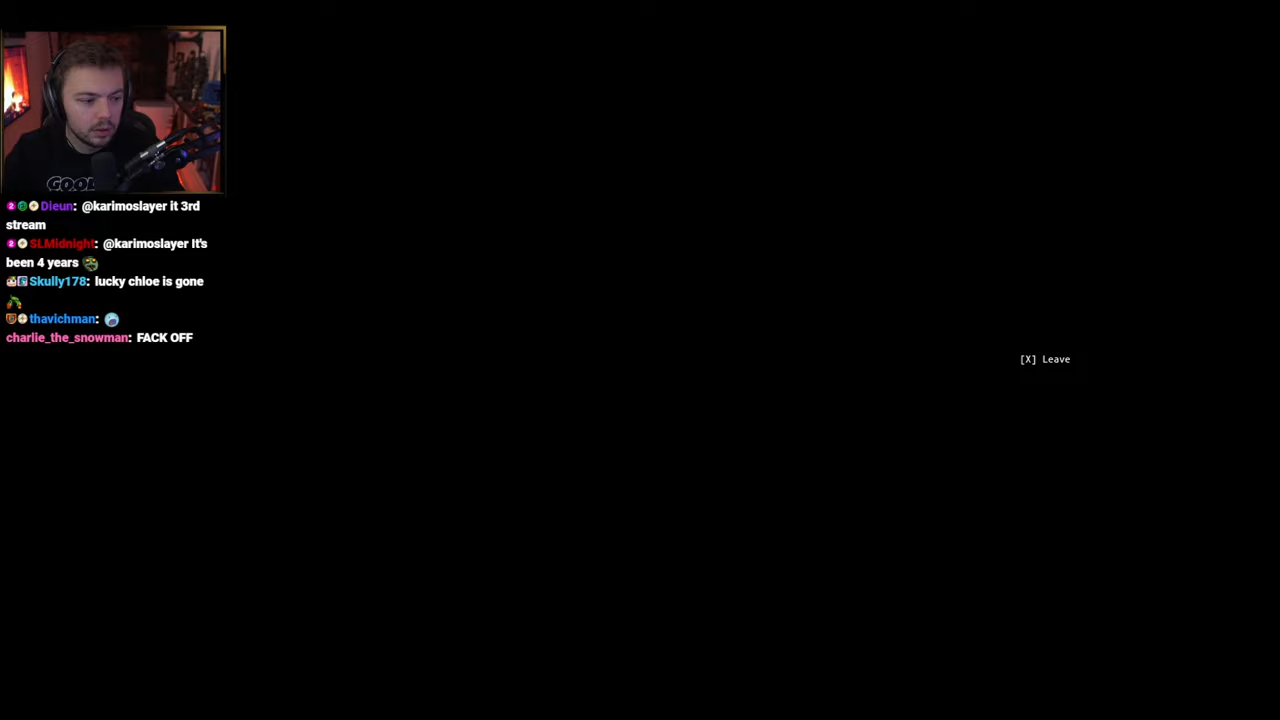 GOOD
Dieun: @karimoslayer it 3rd
stream
SLMidnight: @karimoslayer It's
been 4 years
Skully178: lucky chloe is gone
thavichman:
charlie_the_snowman: FACK OFF
[X] Leave